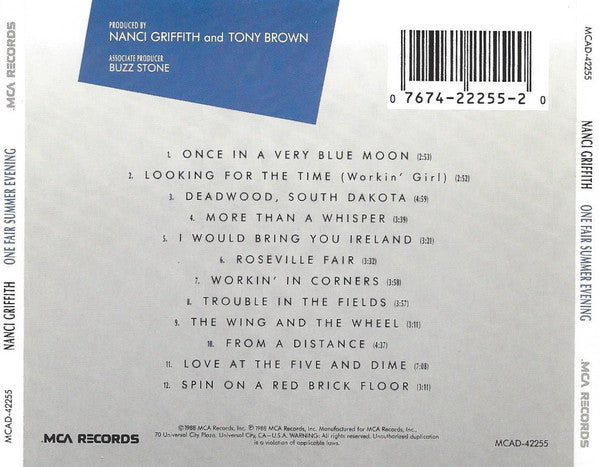 PRODUCED BY
NANCI GRIFFITH and TONY BROWN
ASSOCIATE PRODUCER
BUZZ STONE
0 7674-22255-2 0
1. ONCE IN A VERY BLUE MOON (2:53)
2. LOOKING FOR THE TIME (Workin' Girl) (2:52)
3. DEADWOOD, SOUTH DAKOTA (4:59)
4. MORE THAN A WHISPER (3:39)
5. I WOULD BRING YOU IRELAND (3:21)
6. ROSEVILLE FAIR (3:32)
7. WORKIN' IN CORNERS (3:58)
8. TROUBLE IN THE FIELDS (3:57)
9. THE WING AND THE WHEEL (3:11)
10. FROM A DISTANCE (4:37)
11. LOVE AT THE FIVE AND DIME (7:08)
12. SPIN ON A RED BRICK FLOOR (3:11)
.MCA RECORDS
©1988 MCA Records, Inc. ℗1988 MCA Records, Inc. Manufactured for MCA Records, Inc.
70 Universal City Plaza, Universal City, CA—U.S.A. WARNING: All rights reserved. Unauthorized duplication
is a violation of applicable laws.
MCAD-42255
MCAD-42255 NANCI GRIFFITH ONE FAIR SUMMER EVENING .MCA RECORDS
MCAD-42255 NANCI GRIFFITH ONE FAIR SUMMER EVENING .MCA RECORDS